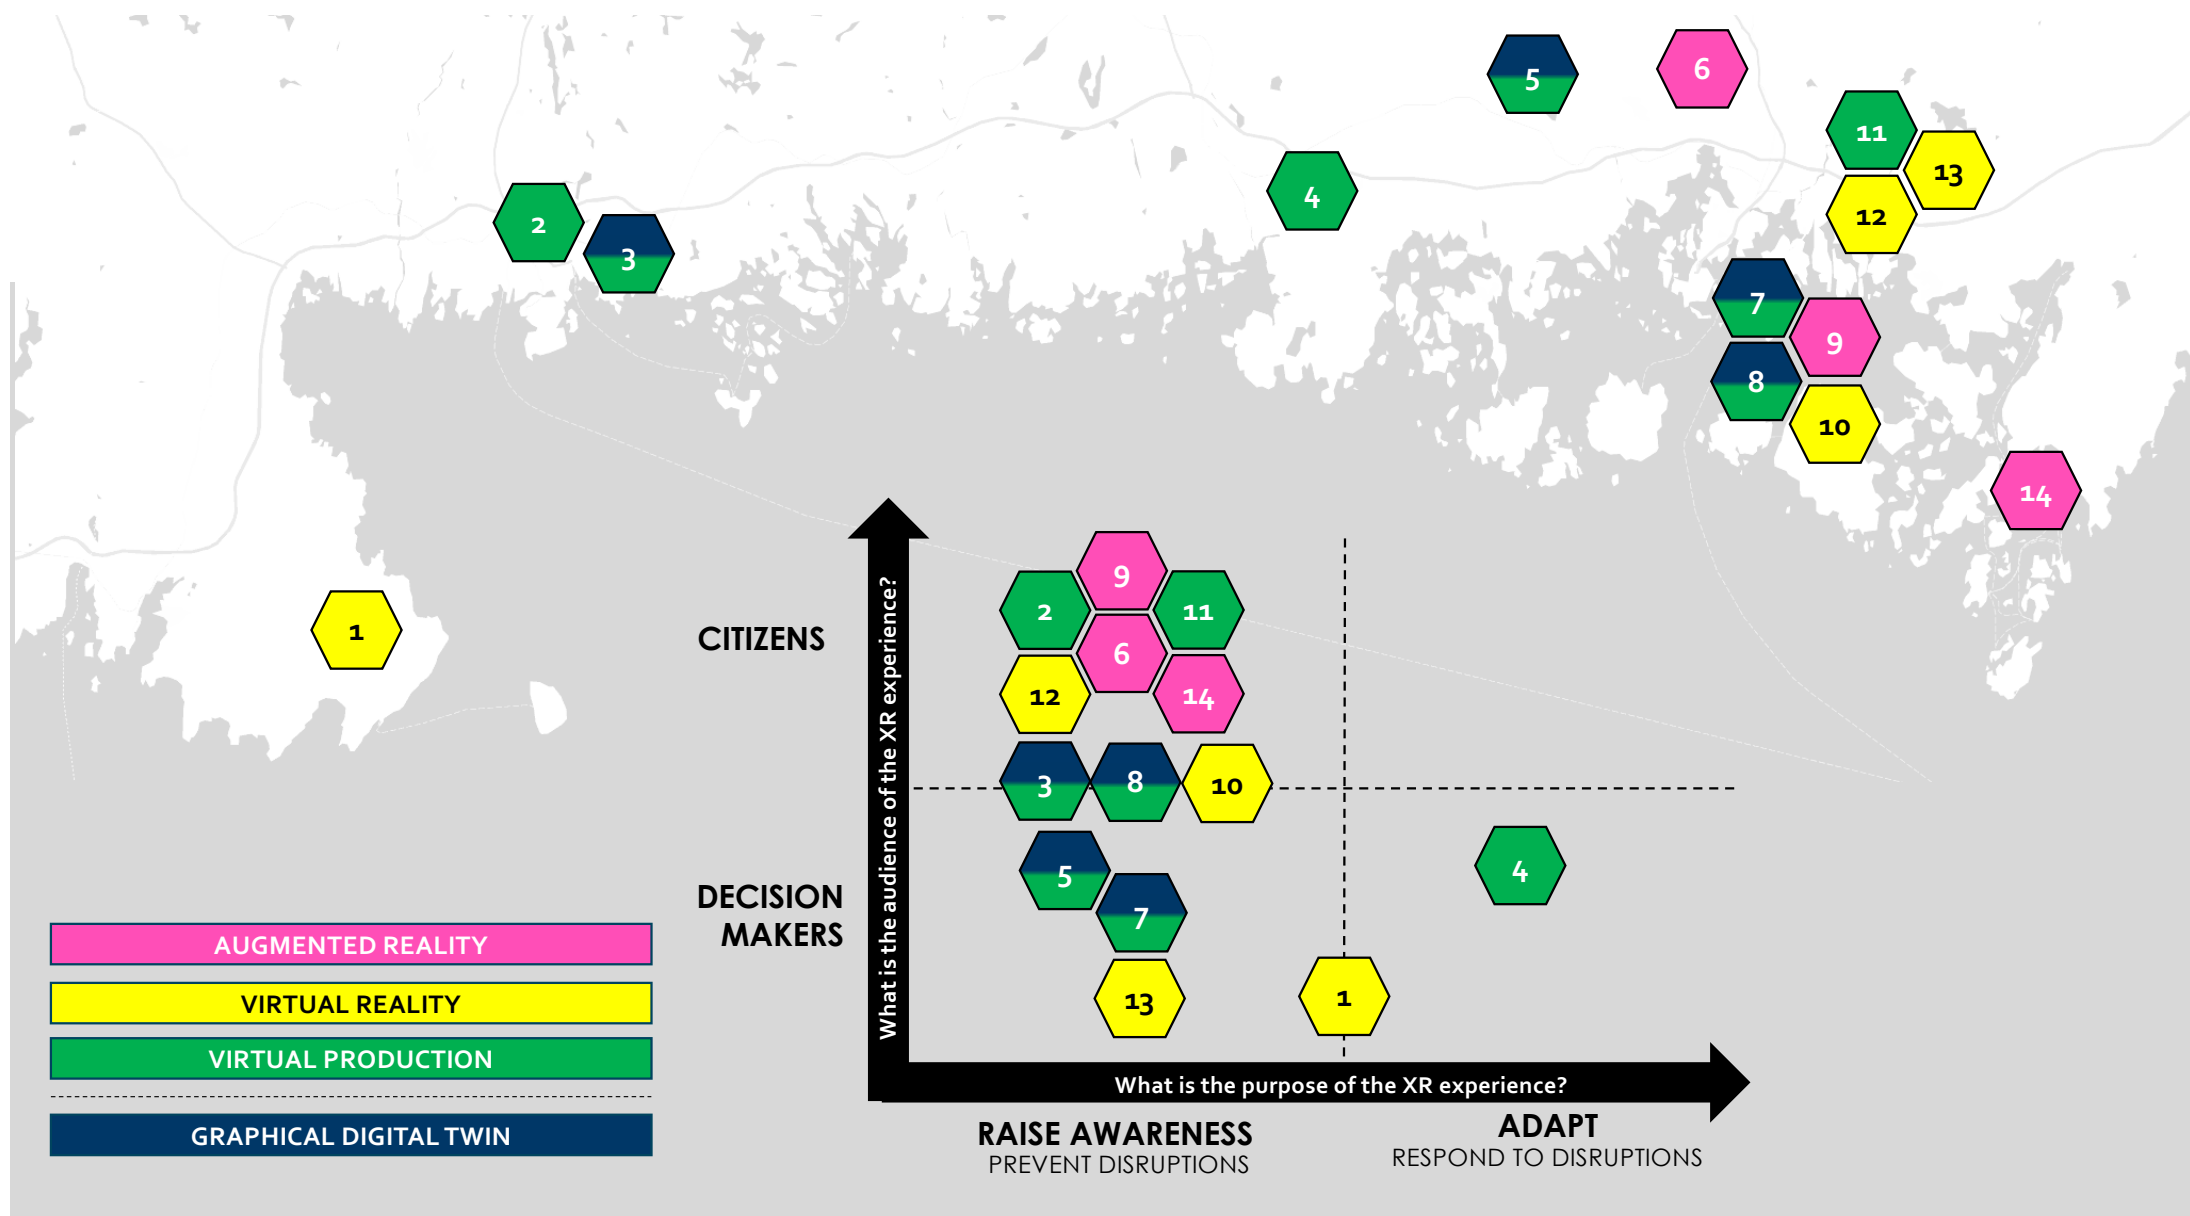 5
6
11
13
4
12
2
3
7
9
8
10
14
1
What is the audience of the XR experience?
CITIZENS
DECISION
MAKERS
9
2
11
6
12
14
3
8
10
5
4
7
13
1
What is the purpose of the XR experience?
RAISE AWARENESS
PREVENT DISRUPTIONS
ADAPT
RESPOND TO DISRUPTIONS
AUGMENTED REALITY
VIRTUAL REALITY
VIRTUAL PRODUCTION
GRAPHICAL DIGITAL TWIN